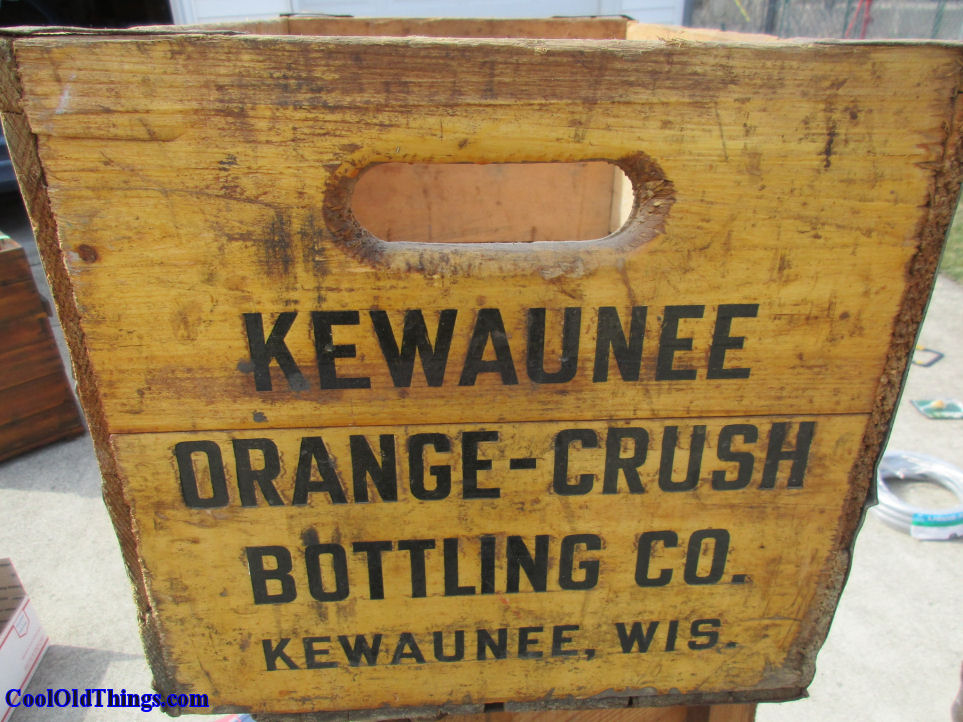 KEWAUNEE
ORANGE-CRUSH
BOTTLING CO.
KEWAUNEE, WIS.
CoolOldThings.com